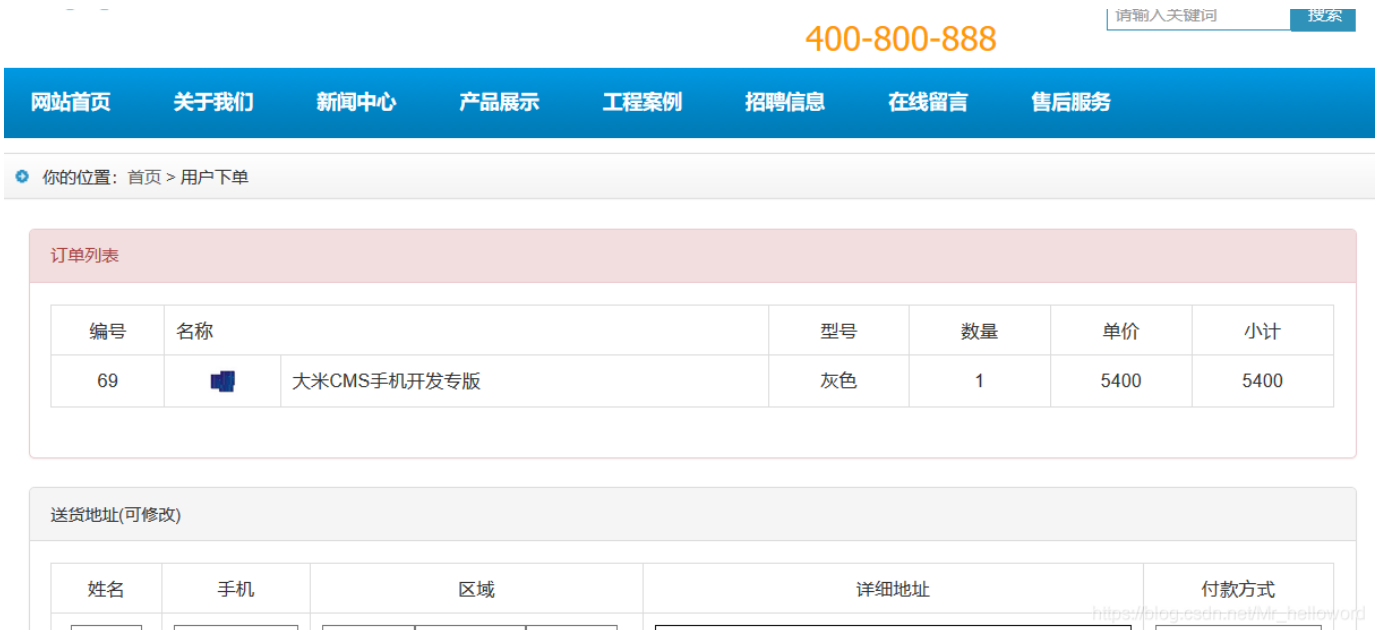 请输入关键词 搜索
400-800-888
网站首页 关于我们 新闻中心 产品展示 工程案例 招聘信息 在线留言 售后服务
你的位置：首页 > 用户下单
订单列表
编号 名称 型号 数量 单价 小计
69 大米CMS手机开发专版 灰色 1 5400 5400
送货地址(可修改)
姓名 手机 区域 详细地址 付款方式
https://blog.csdn.net/Mr_helloword